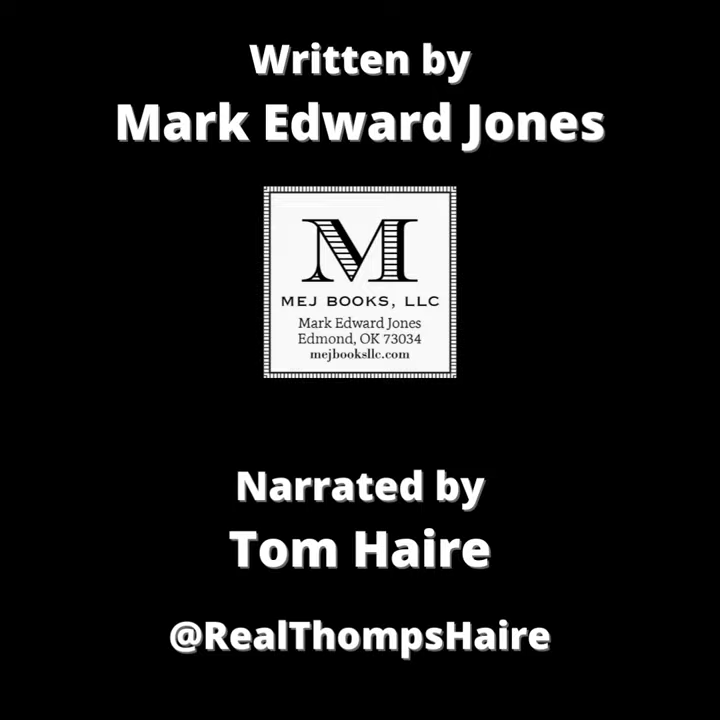 Written by
Mark Edward Jones
M
MEJ BOOKS, LLC
Mark Edward Jones
Edmond, OK 73034
mejbooksllc.com
Narrated by
Tom Haire
@RealThompsHaire